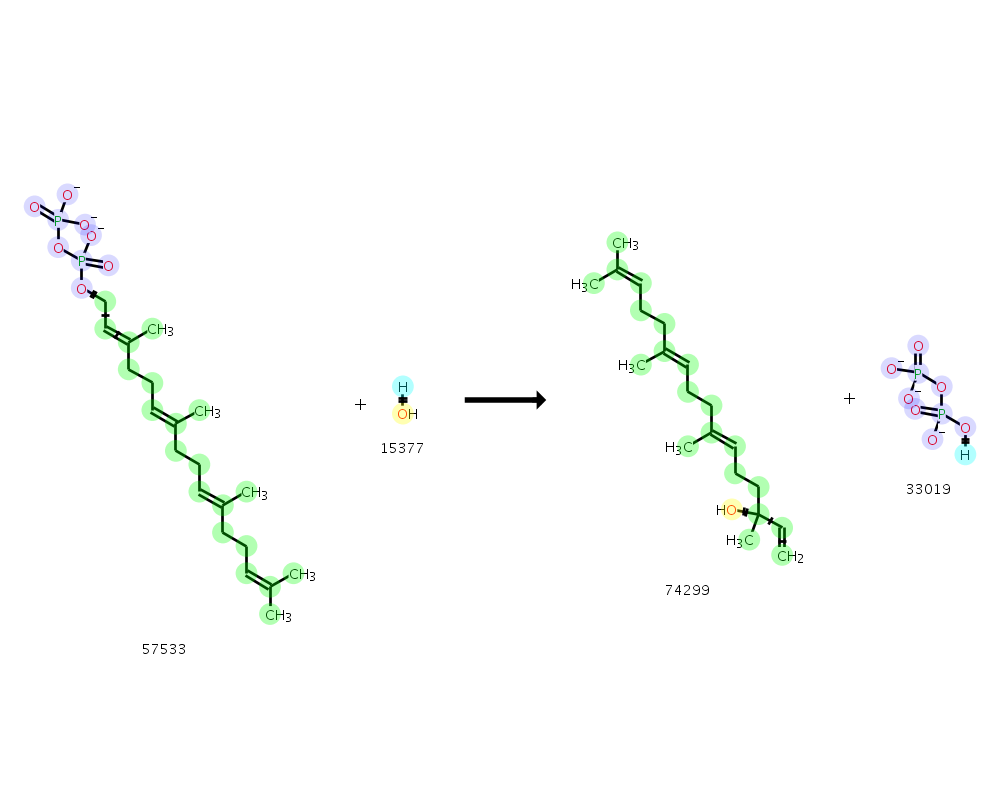 O⁻
O
P
O⁻
O⁻
O
P
O
O
CH₃
CH₃
CH₃
CH₃
CH₃
57533
+
H
OH
15377
CH₃
H₃C
H₃C
H₃C
HO
H₃C
CH₂
74299
+
O
O⁻
P
O
O⁻
O
P
O
O⁻
H
33019